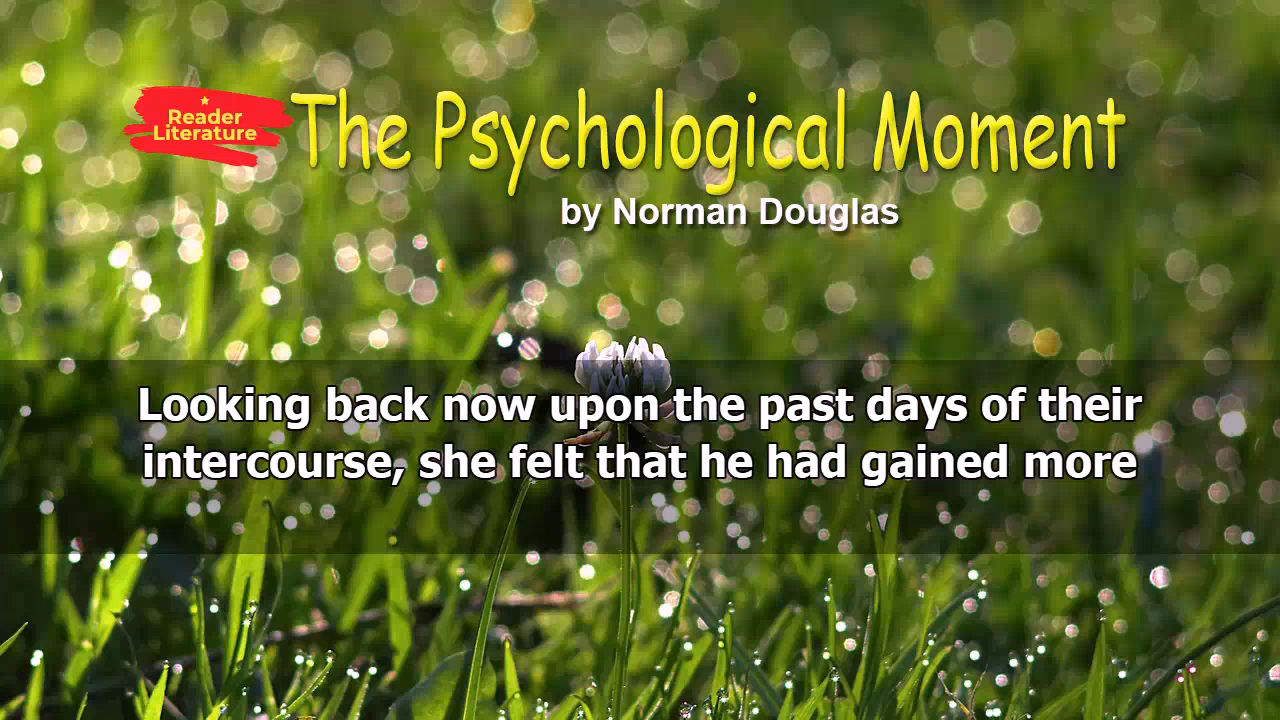 Reader
Literature
The Psychological Moment
by Norman Douglas
Looking back now upon the past days of their
intercourse, she felt that he had gained more